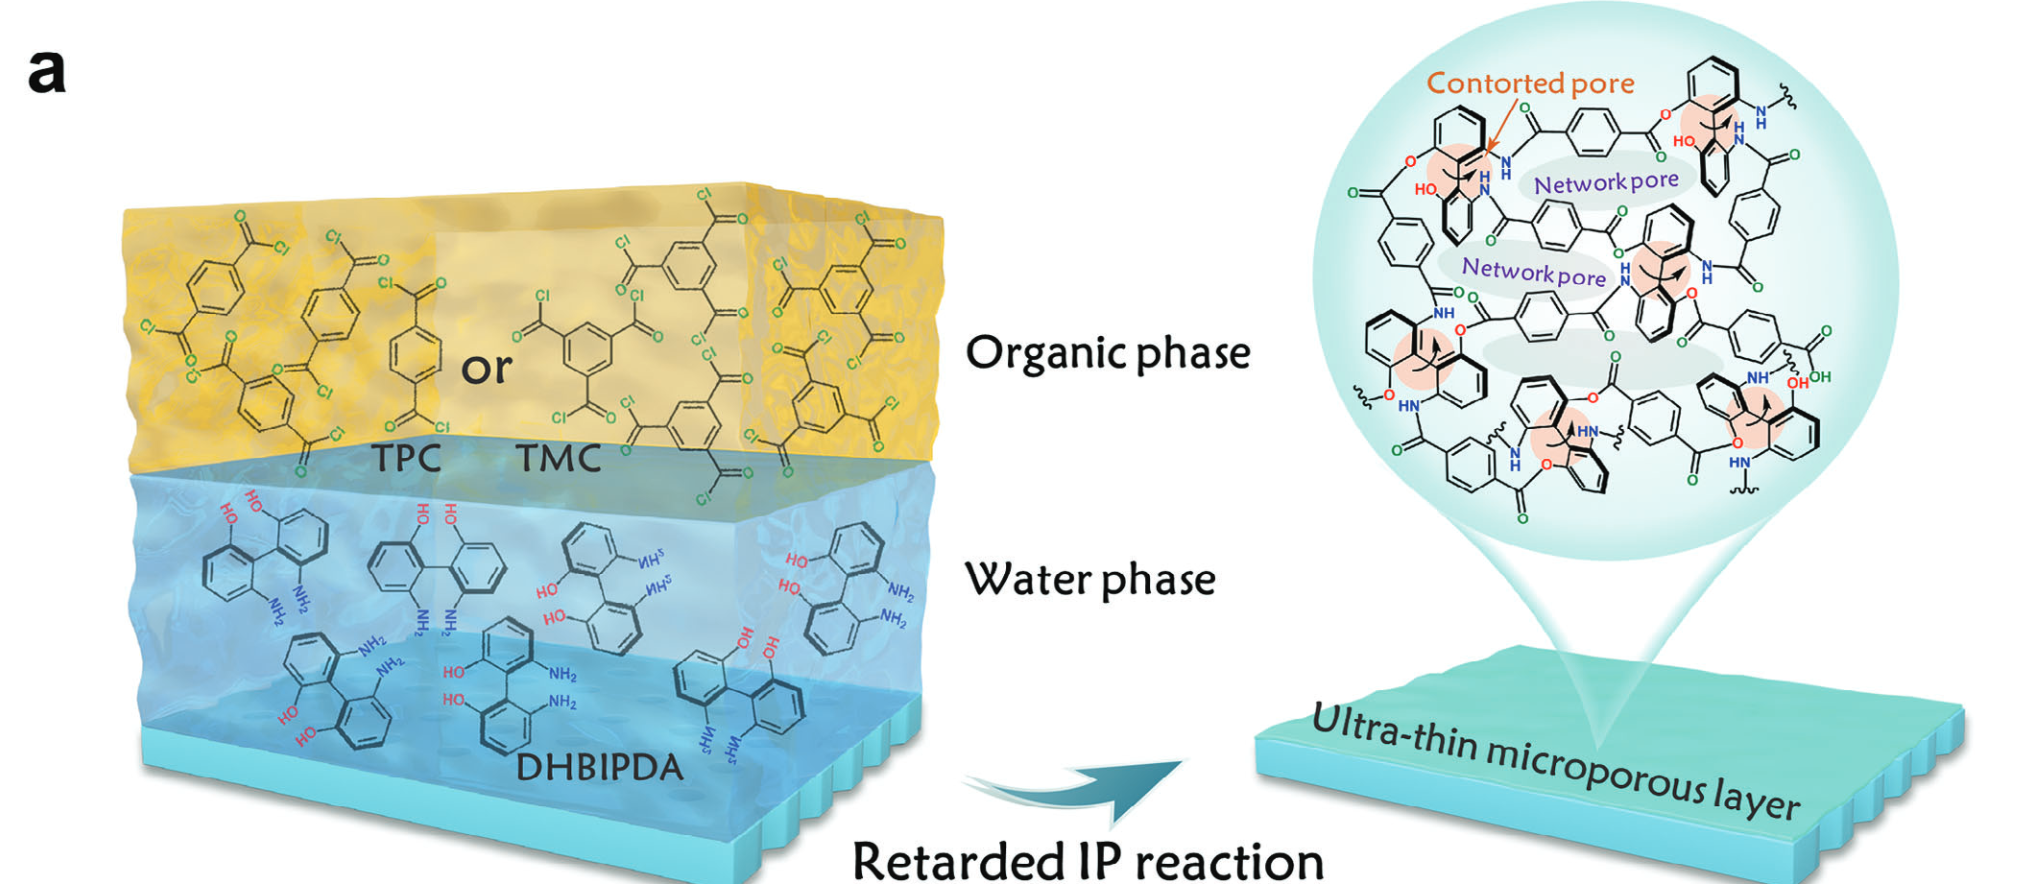 a
Contorted pore
Network pore
Network pore
or
Organic phase
TPC
TMC
Water phase
DHBIPDA
Ultra-thin microporous layer
Retarded IP reaction